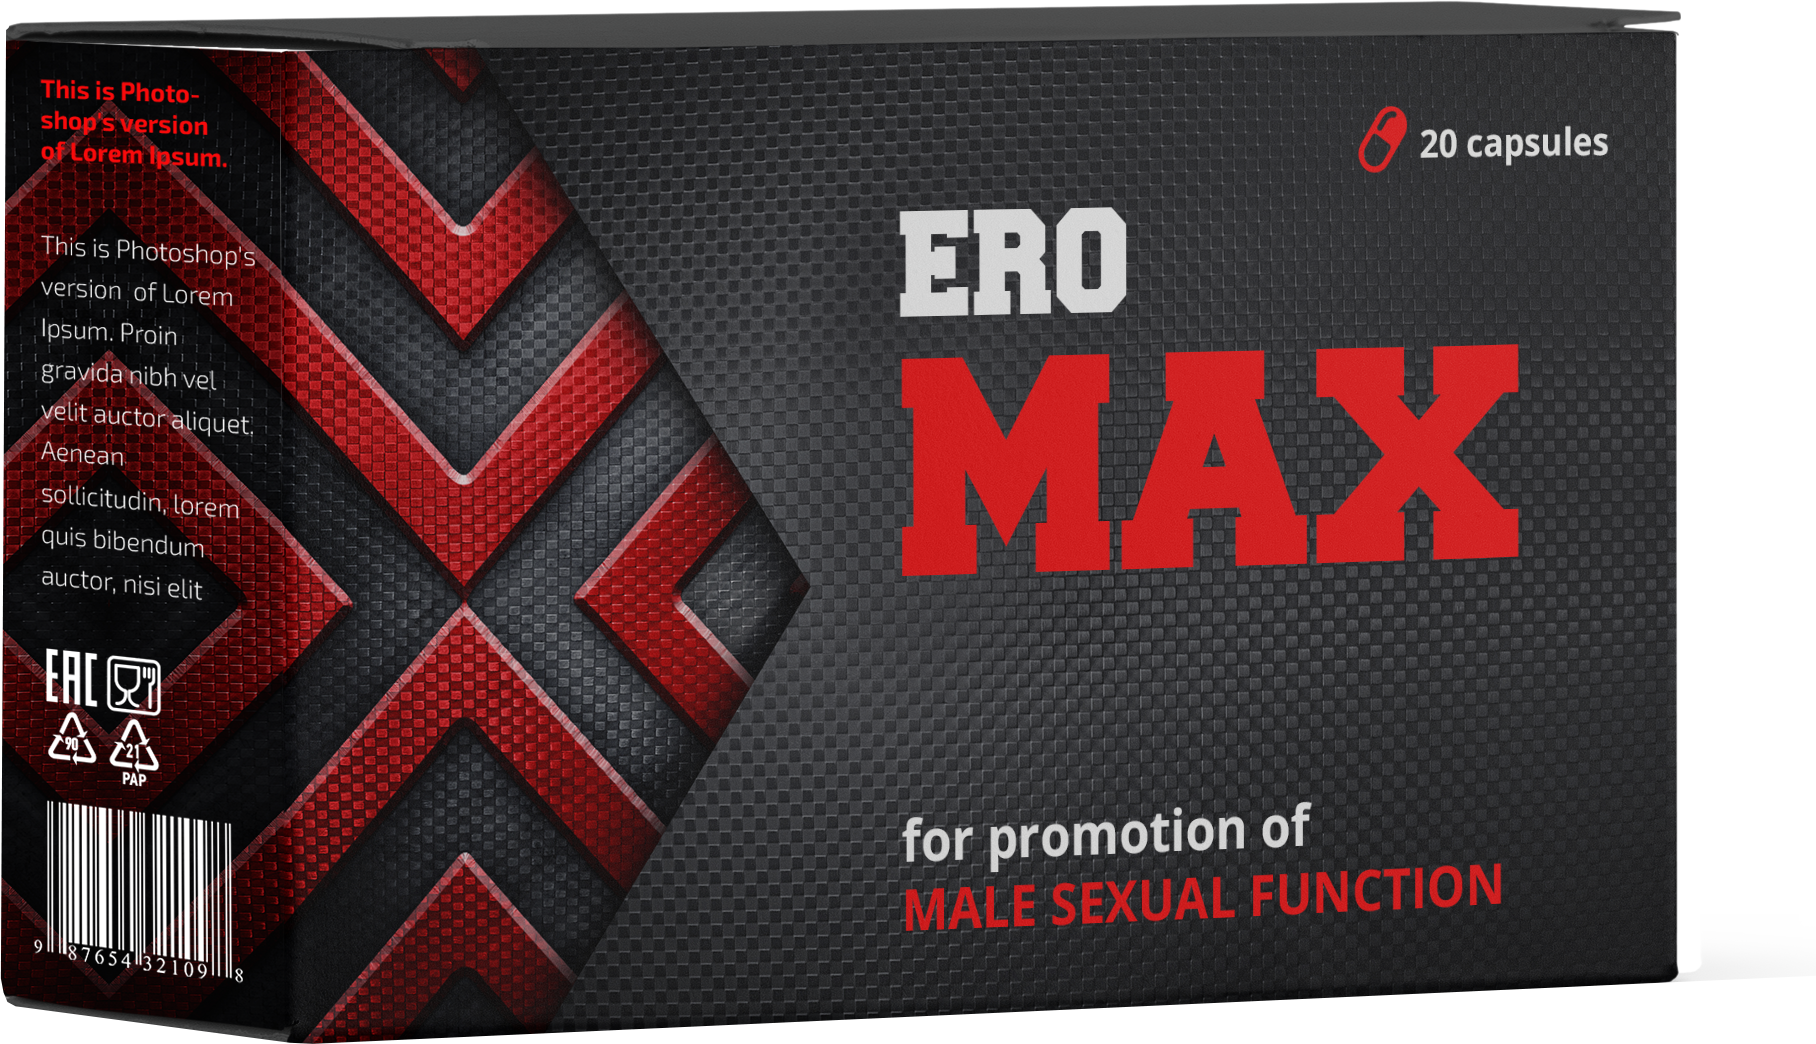 This is Photo-
shop's version
of Lorem Ipsum.
This is Photoshop's
version of Lorem
Ipsum. Proin
gravida nibh vel
velit auctor aliquet.
Aenean
sollicitudin, lorem
quis bibendum
auctor, nisi elit
EAC
90
21
PAP
9 87654 32109 8
20 capsules
ERO
MAX
for promotion of
MALE SEXUAL FUNCTION